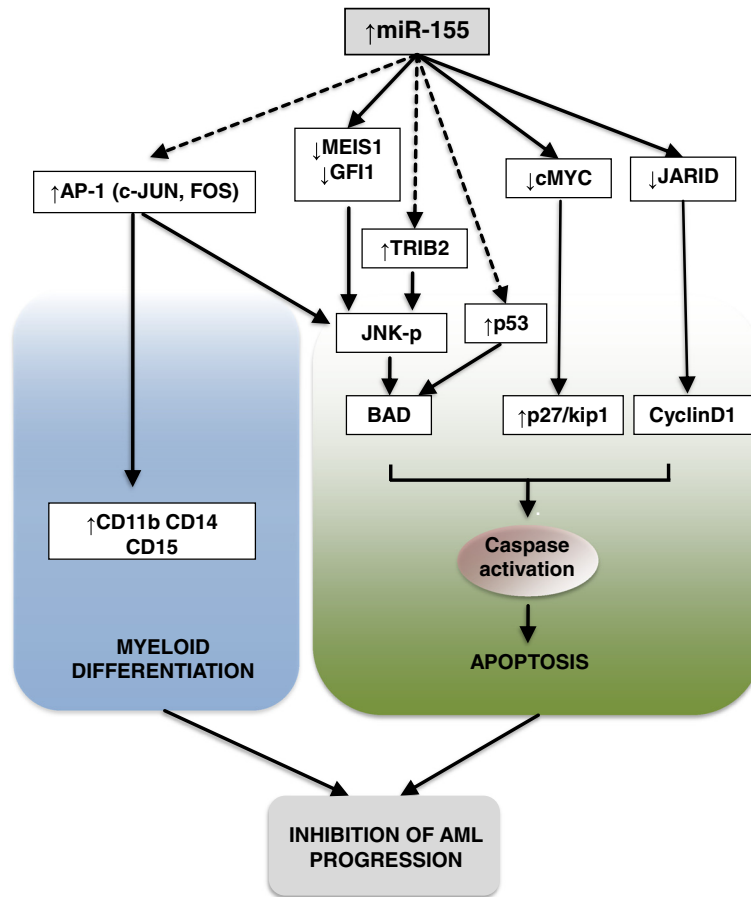 ↑miR-155
↓MEIS1
↓GFI1
↑AP-1 (c-JUN, FOS)
↓cMYC
↓JARID
↑TRIB2
JNK-p
↑p53
BAD
↑p27/kip1
CyclinD1
↑CD11b CD14
CD15
Caspase
activation
MYELOID
DIFFERENTIATION
APOPTOSIS
INHIBITION OF AML
PROGRESSION